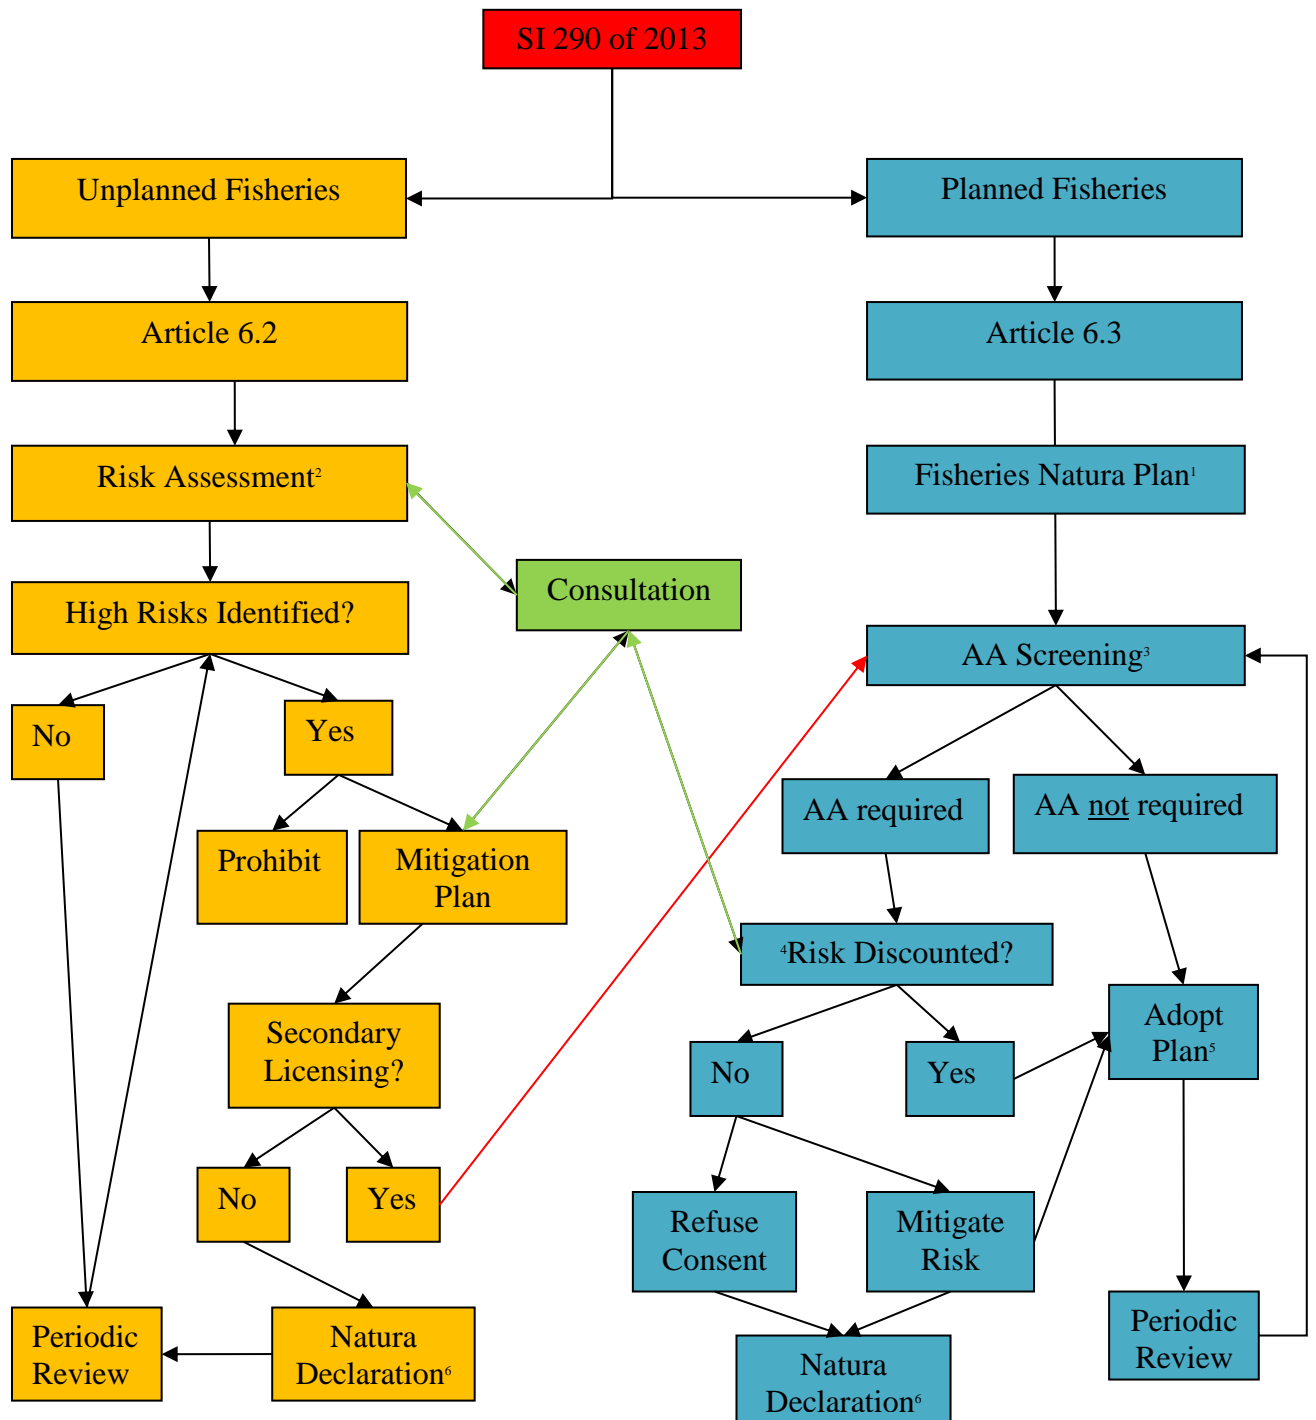 SI 290 of 2013
Unplanned Fisheries
Planned Fisheries
Article 6.2
Article 6.3
Risk Assessment²
Fisheries Natura Plan¹
Consultation
High Risks Identified?
AA Screening³
No
Yes
AA required
AA not required
Prohibit
Mitigation
Plan
⁴Risk Discounted?
Secondary
Licensing?
Adopt
Plan⁵
No
Yes
No
Yes
Refuse
Consent
Mitigate
Risk
Periodic
Review
Natura
Declaration⁶
Natura
Declaration⁶
Periodic
Review